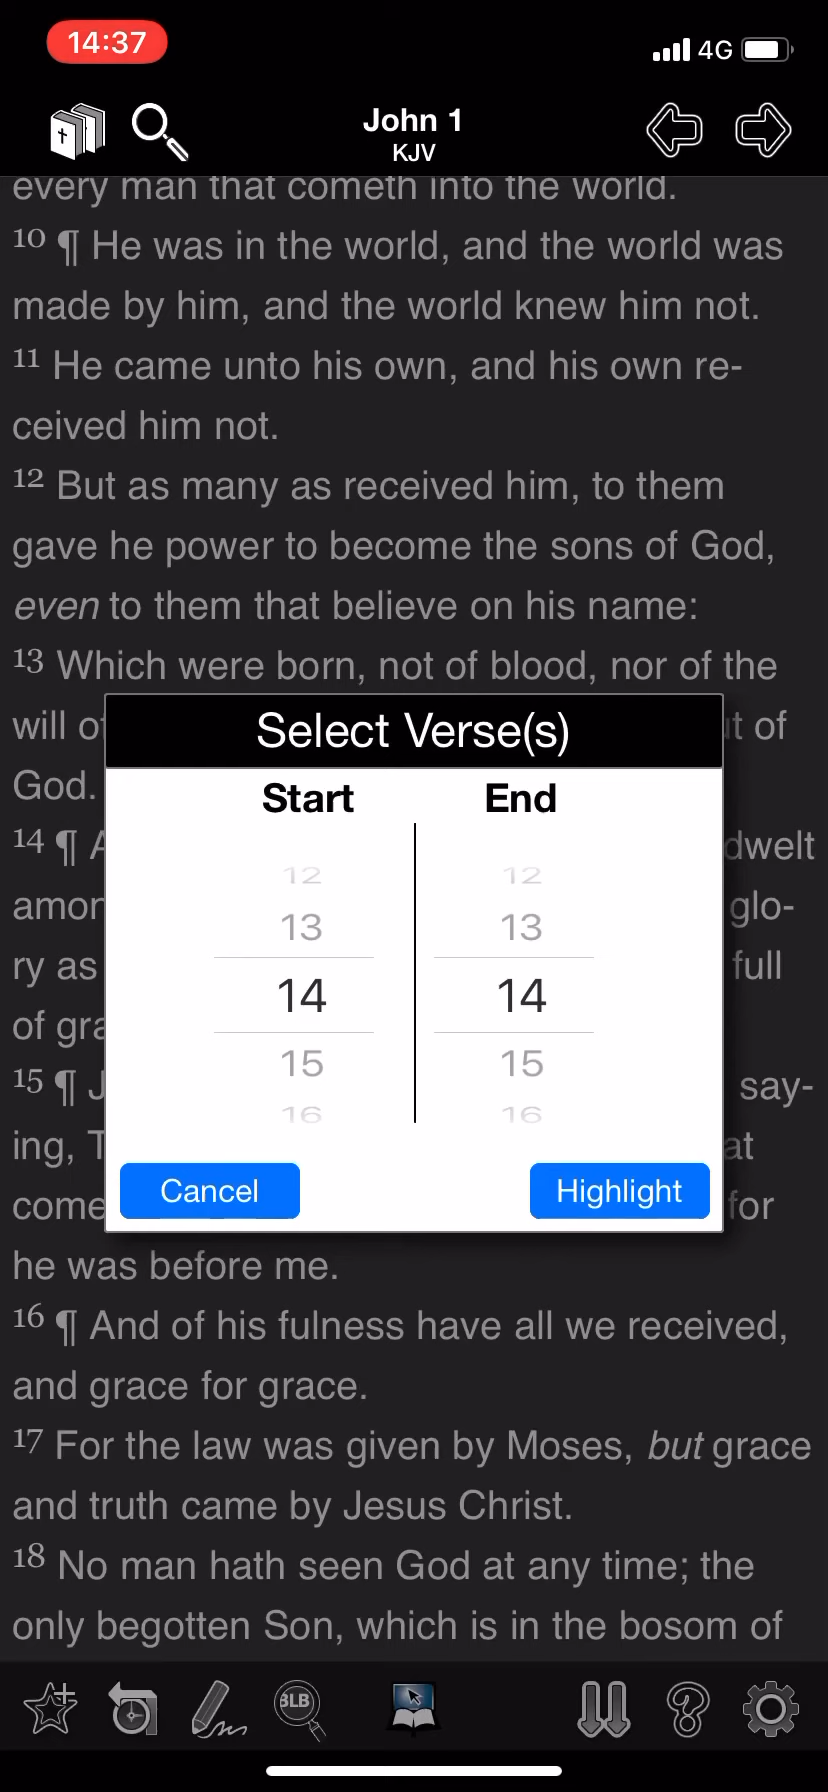 14:37
4G
John 1
KJV
every man that cometh into the world.
10 ¶ He was in the world, and the world was
made by him, and the world knew him not.
11 He came unto his own, and his own re-
ceived him not.
12 But as many as received him, to them
gave he power to become the sons of God,
even to them that believe on his name:
13 Which were born, not of blood, nor of the
will of
God.
14 ¶ dwelt
glo-
ry as full
of
15 ¶ say-
ing,
come for
he was before me.
16 ¶ And of his fulness have all we received,
and grace for grace.
17 For the law was given by Moses, but grace
and truth came by Jesus Christ.
18 No man hath seen God at any time; the
only begotten Son, which is in the bosom of
Select Verse(s)
Start End
12 12
13 13
14 14
15 15
16 16
Cancel Highlight
BLB